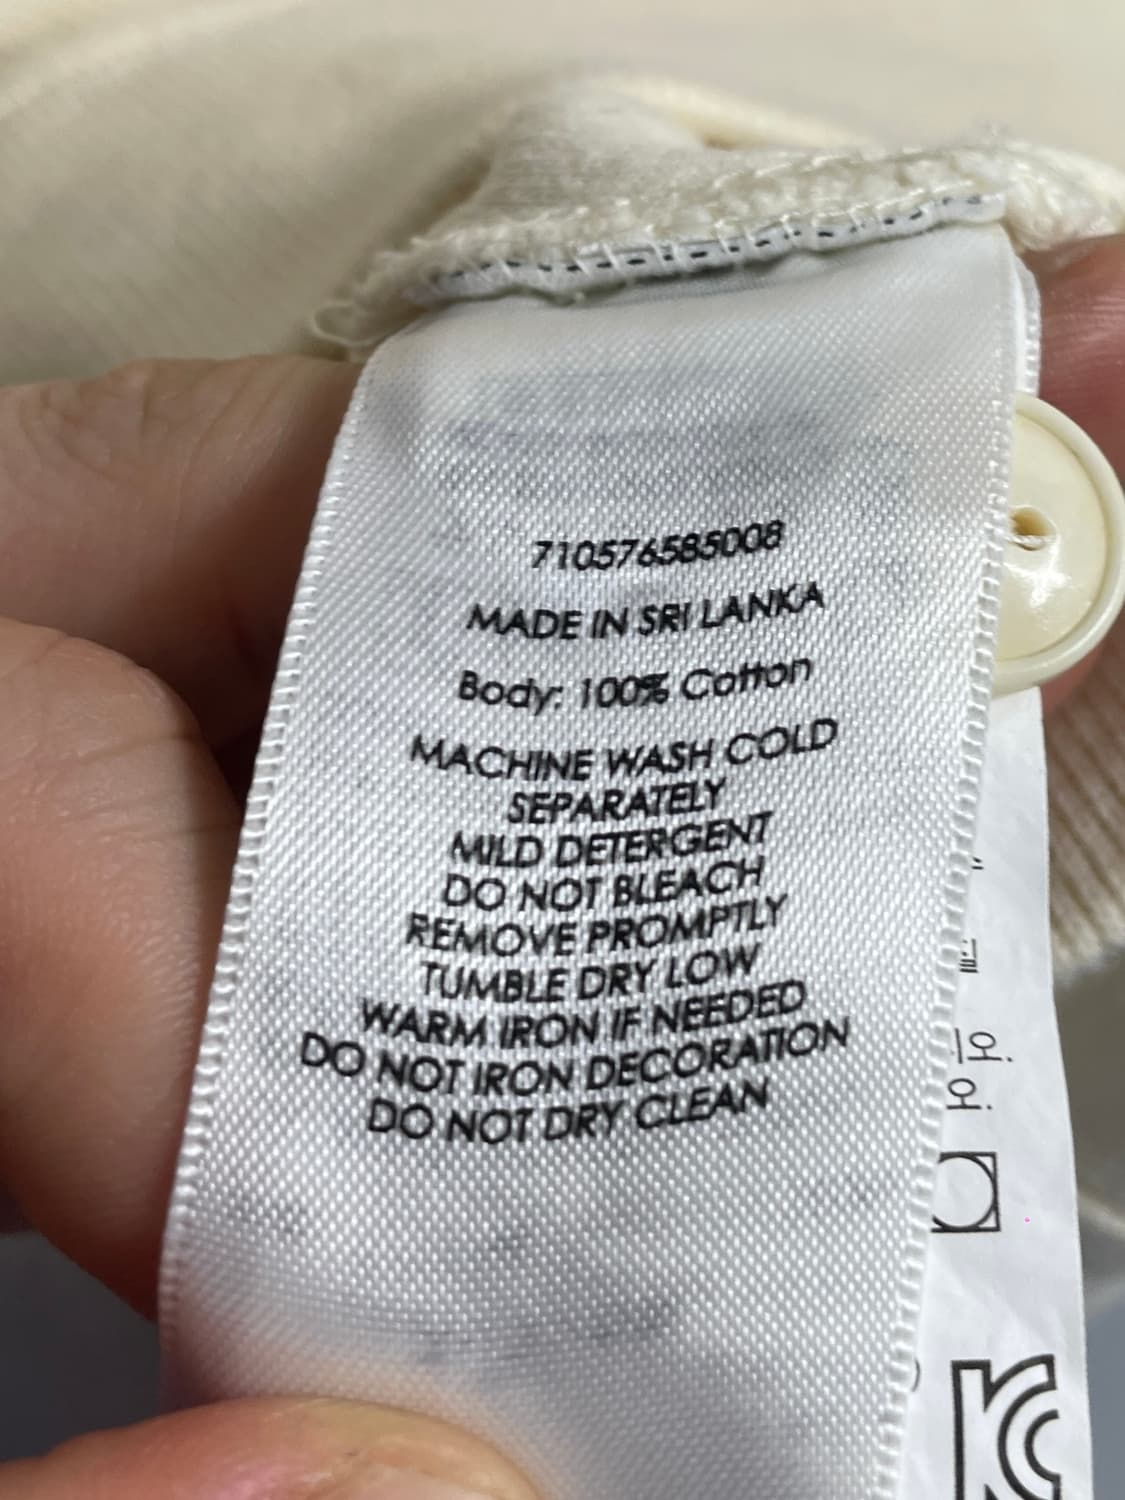 710576585008
MADE IN SRI LANKA
Body: 100% Cotton
MACHINE WASH COLD
SEPARATELY
MILD DETERGENT
DO NOT BLEACH
REMOVE PROMPTLY
TUMBLE DRY LOW
WARM IRON IF NEEDED
DO NOT IRON DECORATION
DO NOT DRY CLEAN
KC